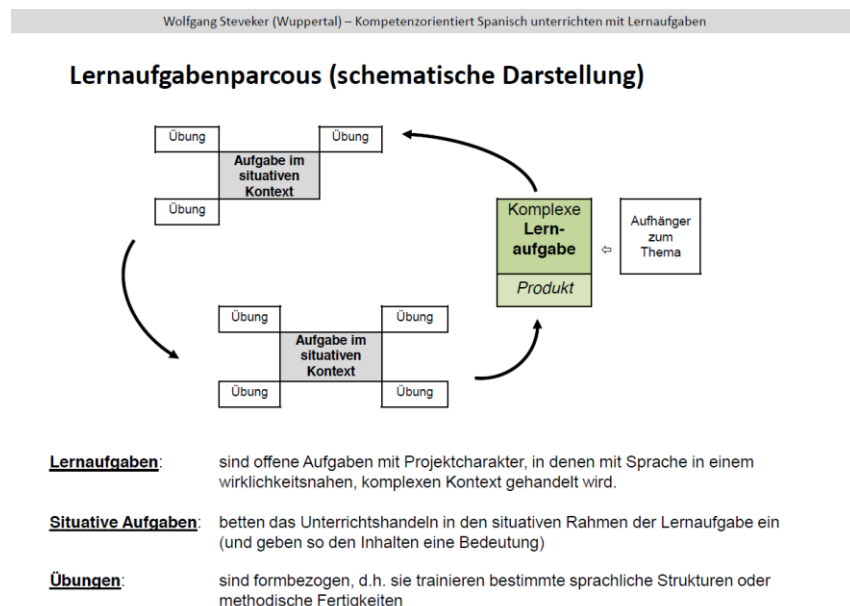 Wolfgang Steveker (Wuppertal) – Kompetenzorientiert Spanisch unterrichten mit Lernaufgaben
Lernaufgabenparcous (schematische Darstellung)
Übung
Übung
Aufgabe im
situativen
Kontext
Übung
Komplexe
Lern-
aufgabe
Produkt
⇦
Aufhänger
zum
Thema
Übung
Übung
Aufgabe im
situativen
Kontext
Übung
Übung
Lernaufgaben: sind offene Aufgaben mit Projektcharakter, in denen mit Sprache in einem
wirklichkeitsnahen, komplexen Kontext gehandelt wird.
Situative Aufgaben: betten das Unterrichtshandeln in den situativen Rahmen der Lernaufgabe ein
(und geben so den Inhalten eine Bedeutung)
Übungen: sind formbezogen, d.h. sie trainieren bestimmte sprachliche Strukturen oder
methodische Fertigkeiten